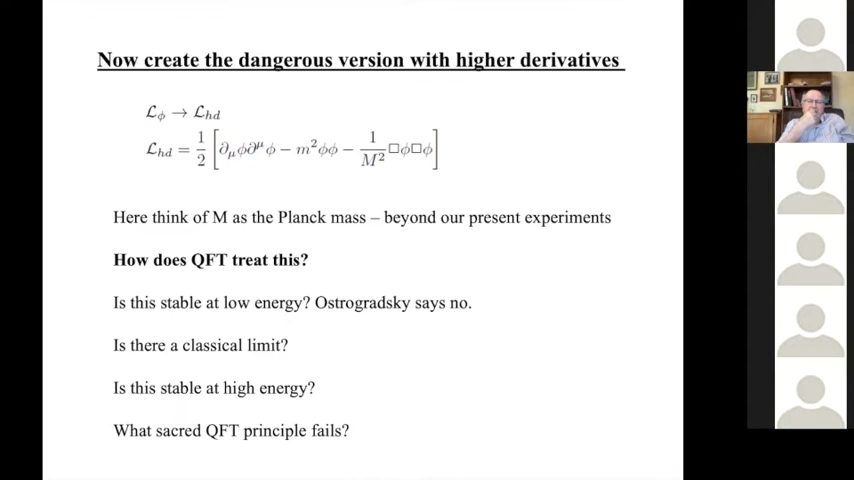 Now create the dangerous version with higher derivatives
ℒ_ϕ → ℒ_hd
ℒ_hd = 1/2 [∂_μϕ∂^μϕ − m²ϕϕ − 1/M² □ϕ□ϕ]
Here think of M as the Planck mass – beyond our present experiments
How does QFT treat this?
Is this stable at low energy? Ostrogradsky says no.
Is there a classical limit?
Is this stable at high energy?
What sacred QFT principle fails?